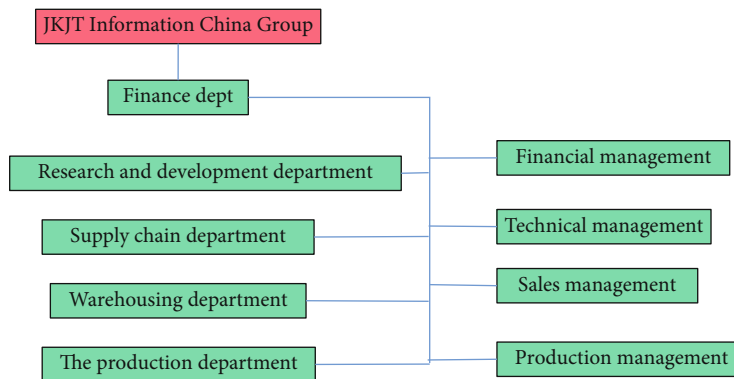 JKJT Information China Group
Finance dept
Research and development department
Supply chain department
Warehousing department
The production department
Financial management
Technical management
Sales management
Production management